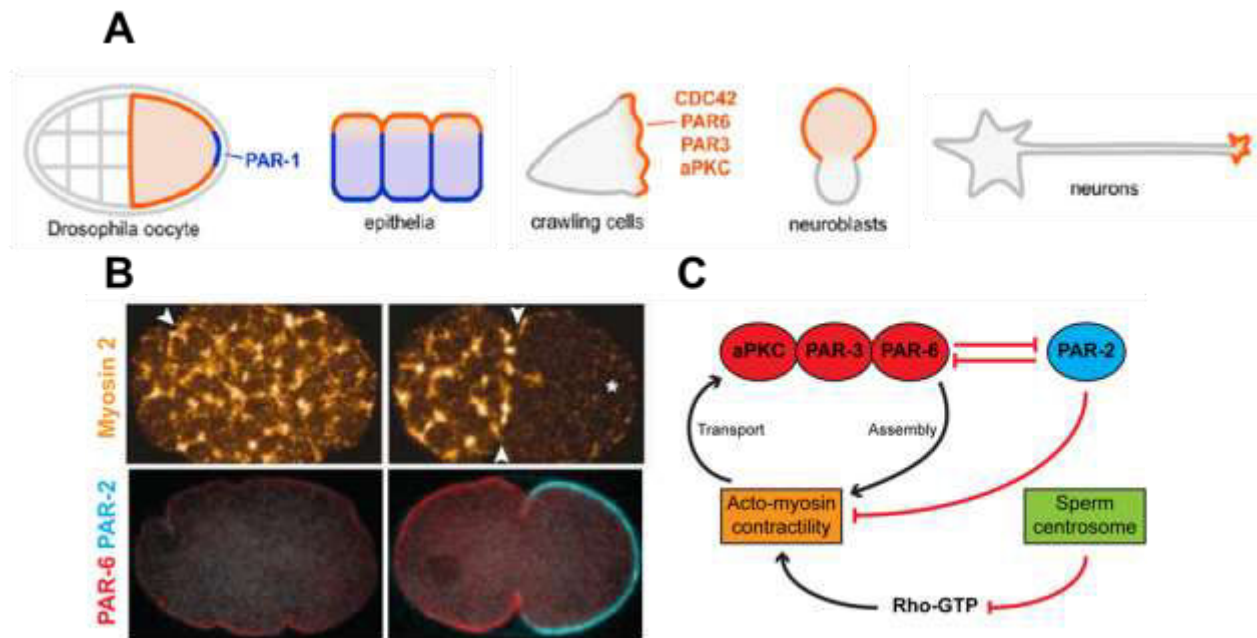 A
PAR-1
Drosophila oocyte
epithelia
CDC42
PAR6
PAR3
aPKC
crawling cells
neuroblasts
neurons
B
Myosin 2
PAR-6 PAR-2
C
aPKC PAR-3 PAR-6
PAR-2
Transport
Assembly
Acto-myosin
contractility
Sperm
centrosome
Rho-GTP